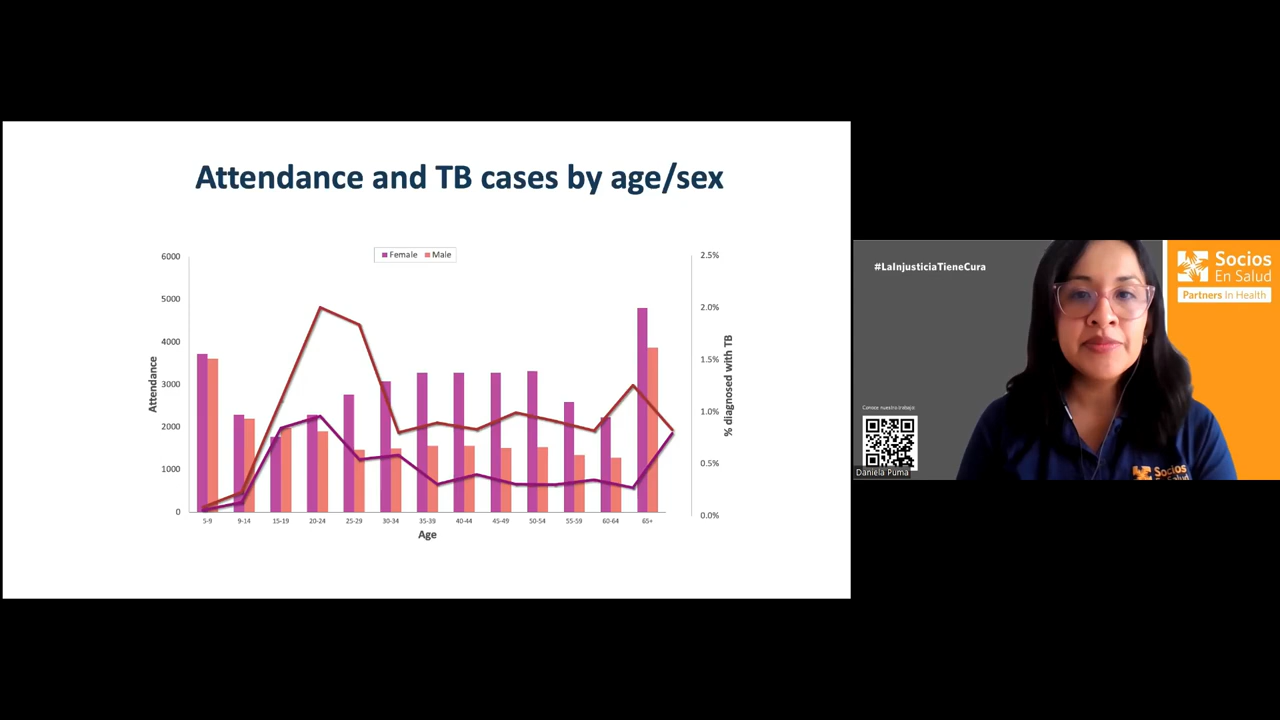 Attendance and TB cases by age/sex
Female Male
6000
5000
4000
3000
2000
1000
0
Attendance
2.5%
2.0%
1.5%
1.0%
0.5%
0.0%
% diagnosed with TB
5-9 9-14 15-19 20-24 25-29 30-34 35-39 40-44 45-49 50-54 55-59 60-64 65+
Age
#LaInjusticiaTieneCura
Socios
En Salud
Partners In Health
Conoce nuestro trabajo
Daniela Puma
Socios
En Salud